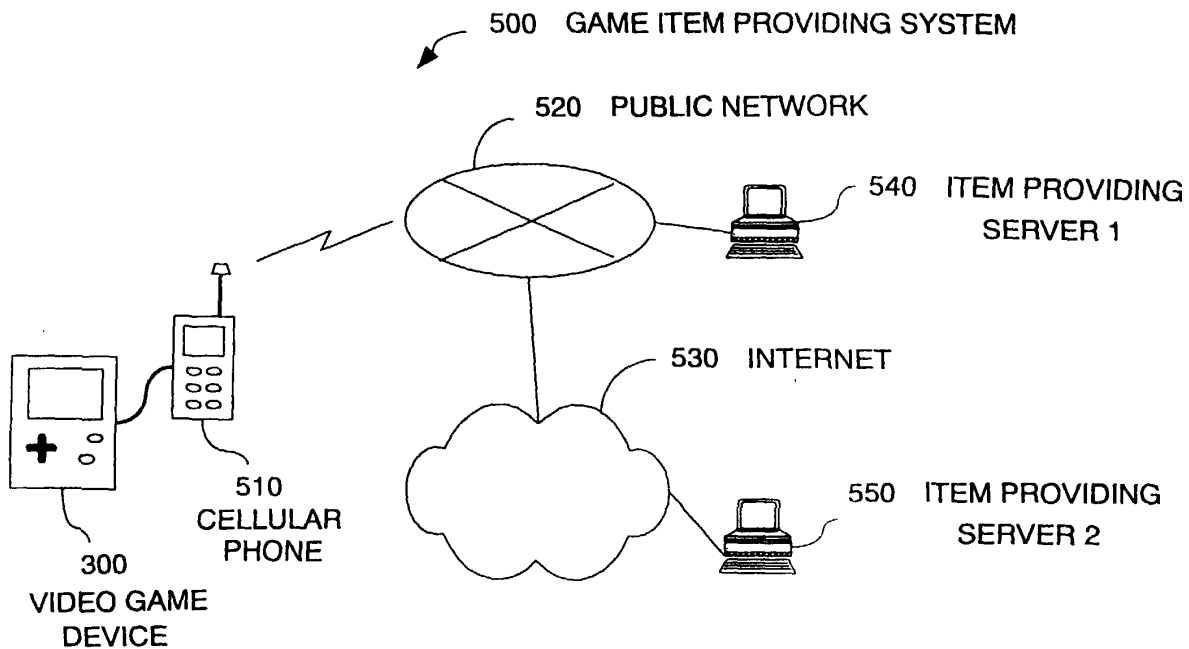 500 GAME ITEM PROVIDING SYSTEM
520 PUBLIC NETWORK
540 ITEM PROVIDING
SERVER 1
530 INTERNET
510
CELLULAR
PHONE
550 ITEM PROVIDING
SERVER 2
300
VIDEO GAME
DEVICE